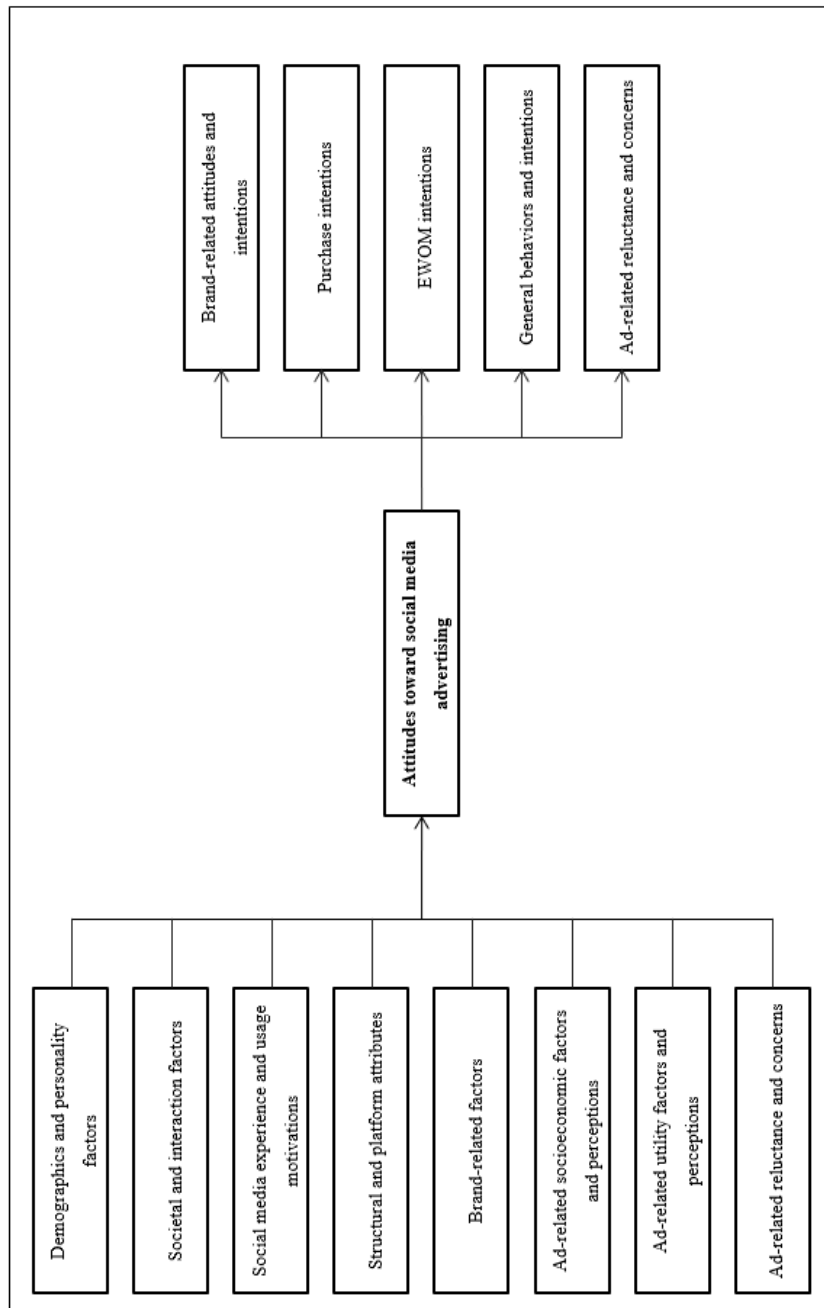 Demographics and personality
factors
Societal and interaction factors
Social media experience and usage
motivations
Structural and platform attributes
Brand-related factors
Ad-related socioeconomic factors
and perceptions
Ad-related utility factors and
perceptions
Ad-related reluctance and concerns
Attitudes toward social media
advertising
Brand-related attitudes and
intentions
Purchase intentions
EWOM intentions
General behaviors and intentions
Ad-related reluctance and concerns